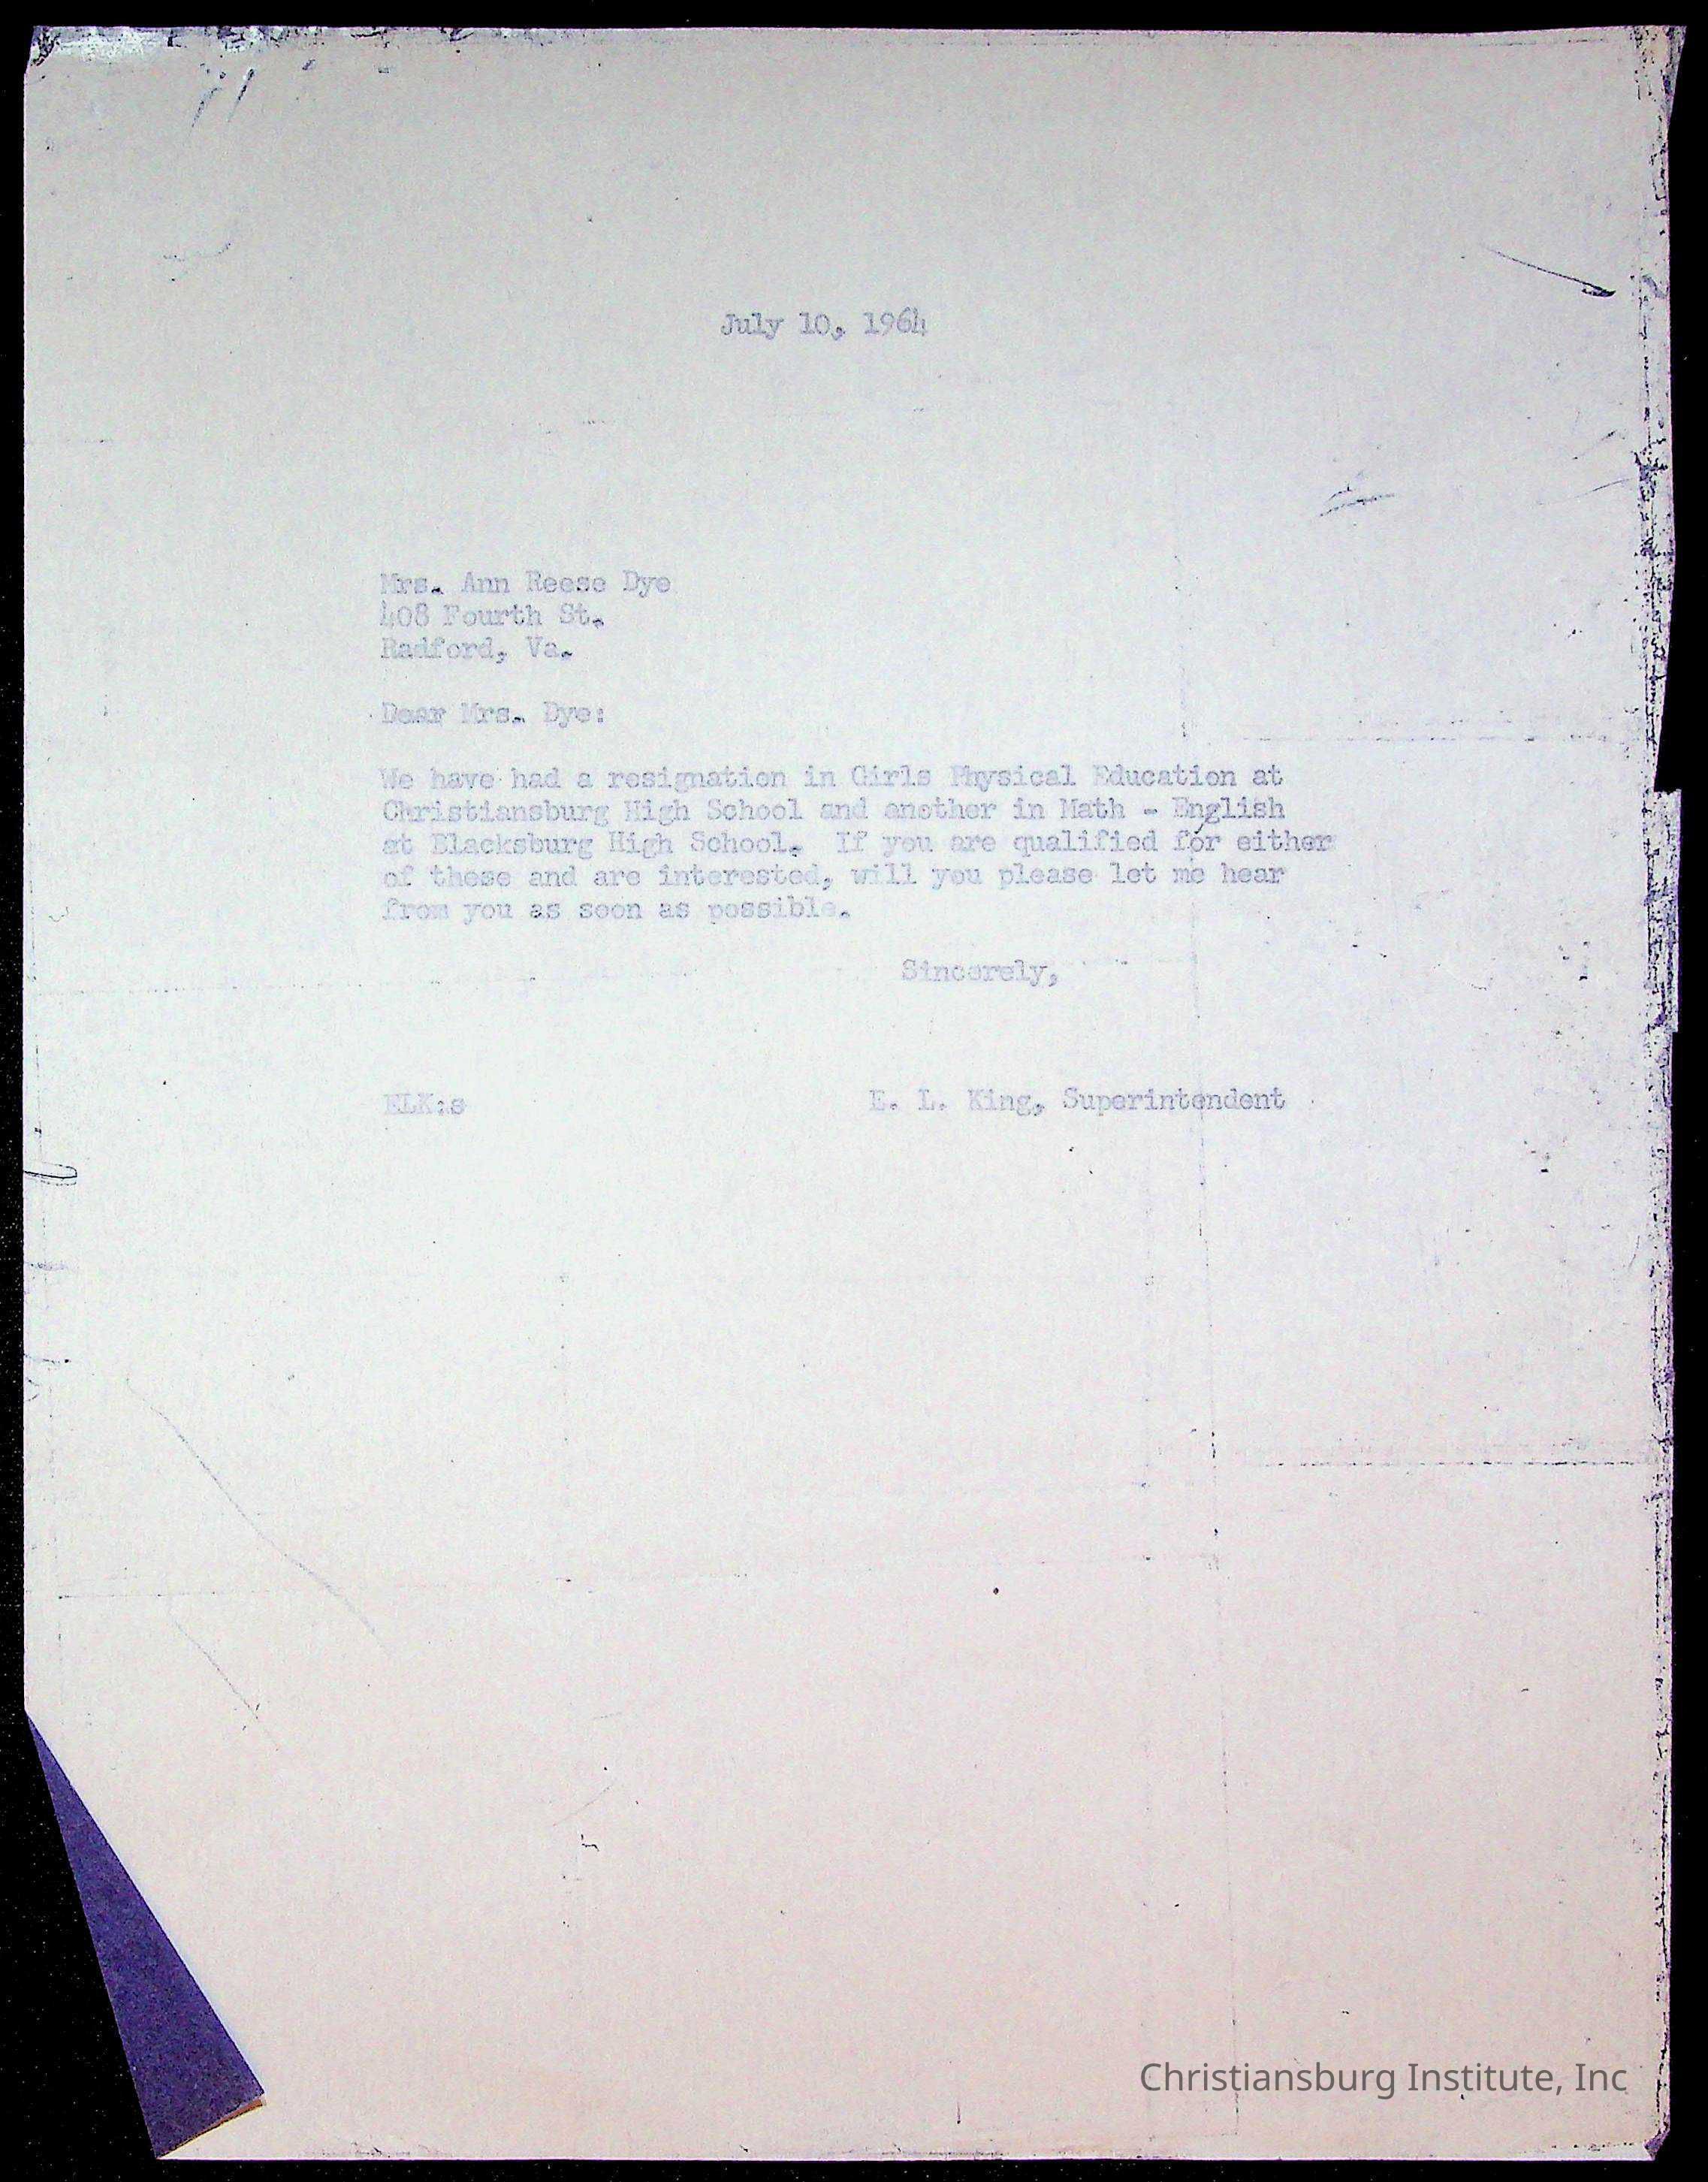 July 10, 1964
Mrs. Ann Reese Dye
408 Fourth St.
Radford, Va.
Dear Mrs. Dye:
We have had a resignation in Girls Physical Education at
Christiansburg High School and another in Math - English
at Blacksburg High School. If you are qualified for either
of these and are interested, will you please let me hear
from you as soon as possible.
Sincerely,
ELK:s E. L. King, Superintendent
Christiansburg Institute, Inc